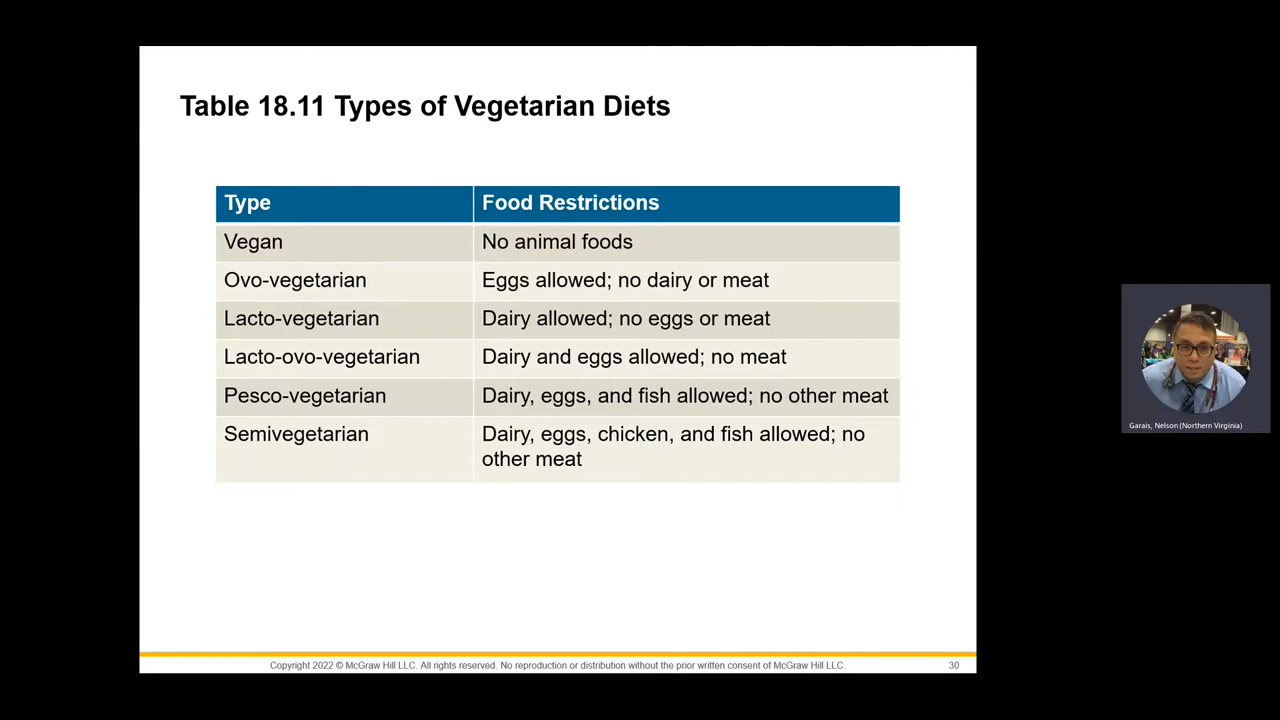 Table 18.11 Types of Vegetarian Diets
Type
Food Restrictions
Vegan
No animal foods
Ovo-vegetarian
Eggs allowed; no dairy or meat
Lacto-vegetarian
Dairy allowed; no eggs or meat
Lacto-ovo-vegetarian
Dairy and eggs allowed; no meat
Pesco-vegetarian
Dairy, eggs, and fish allowed; no other meat
Semivegetarian
Dairy, eggs, chicken, and fish allowed; no
other meat
Garais, Nelson (Northern Virginia)
Copyright 2022 © McGraw Hill LLC. All rights reserved. No reproduction or distribution without the prior written consent of McGraw Hill LLC.
30